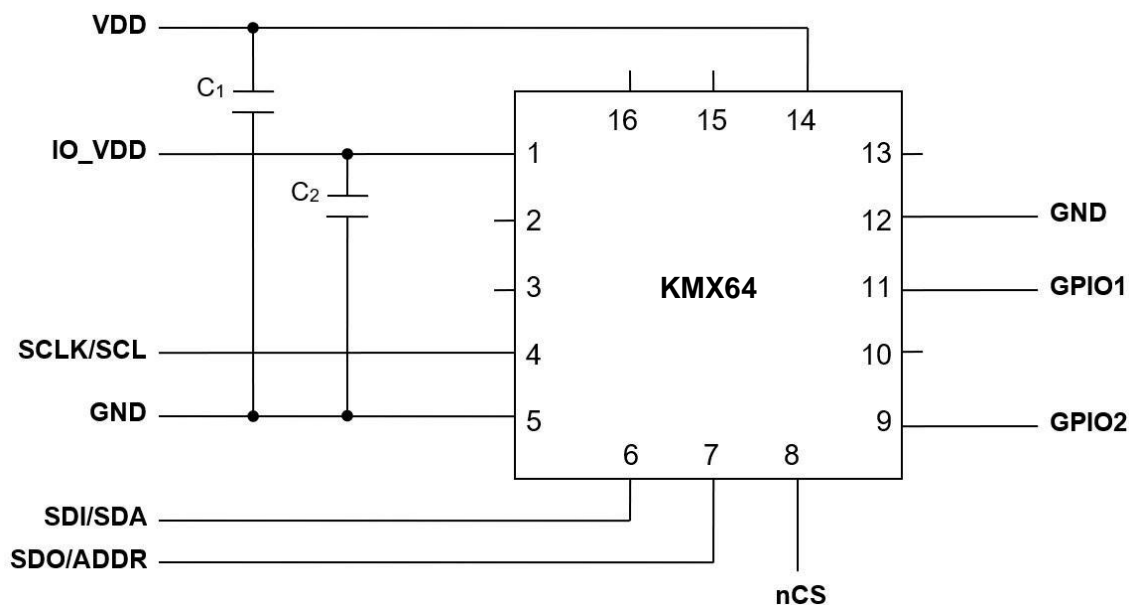 VDD
C1
16 15 14
IO_VDD
1
13
C2
2
12
GND
3
KMX64
11
GPIO1
SCLK/SCL
4
10
GND
5
9
GPIO2
6 7 8
SDI/SDA
SDO/ADDR
nCS